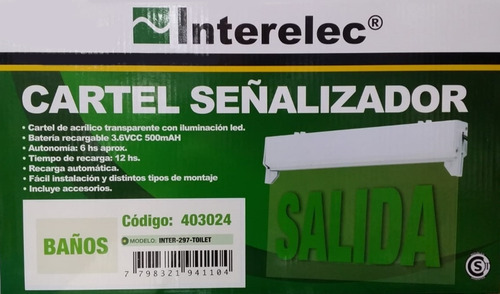 Interelec®
CARTEL SEÑALIZADOR
• Cartel de acrílico transparente con iluminación led.
• Batería recargable 3.6VCC 500mAH
• Autonomía: 6 hs aprox.
• Tiempo de recarga: 12 hs.
• Recarga automática.
• Fácil instalación y distintos tipos de montaje
• Incluye accesorios.
SALIDA
BAÑOS
Código: 403024
MODELO: INTER-297-TOILET
7 798321 941104
S